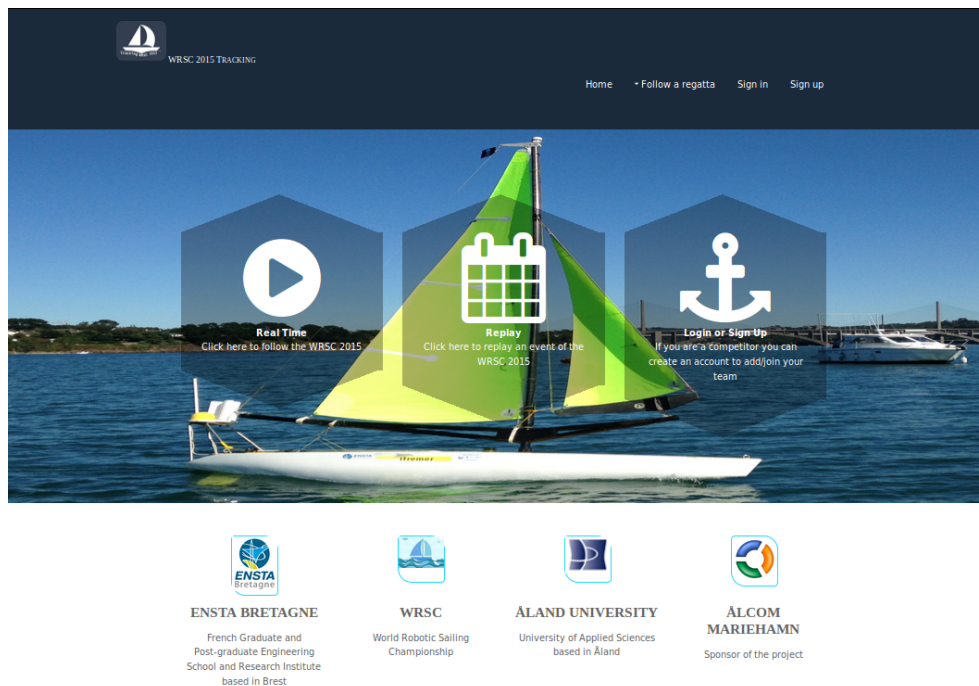 WRSC 2015 Tracking
Home
Follow a regatta
Sign in
Sign up
Real Time
Click here to follow the WRSC 2015
Replay
Click here to replay an event of the
WRSC 2015
Login or Sign Up
If you are a competitor you can
create an account to add/join your
team
ENSTA
ifremer
ENSTA
Bretagne
ENSTA BRETAGNE
French Graduate and
Post-graduate Engineering
School and Research Institute
based in Brest
WRSC
World Robotic Sailing
Championship
ÅLAND UNIVERSITY
University of Applied Sciences
based in Åland
ÅLCOM
MARIEHAMN
Sponsor of the project